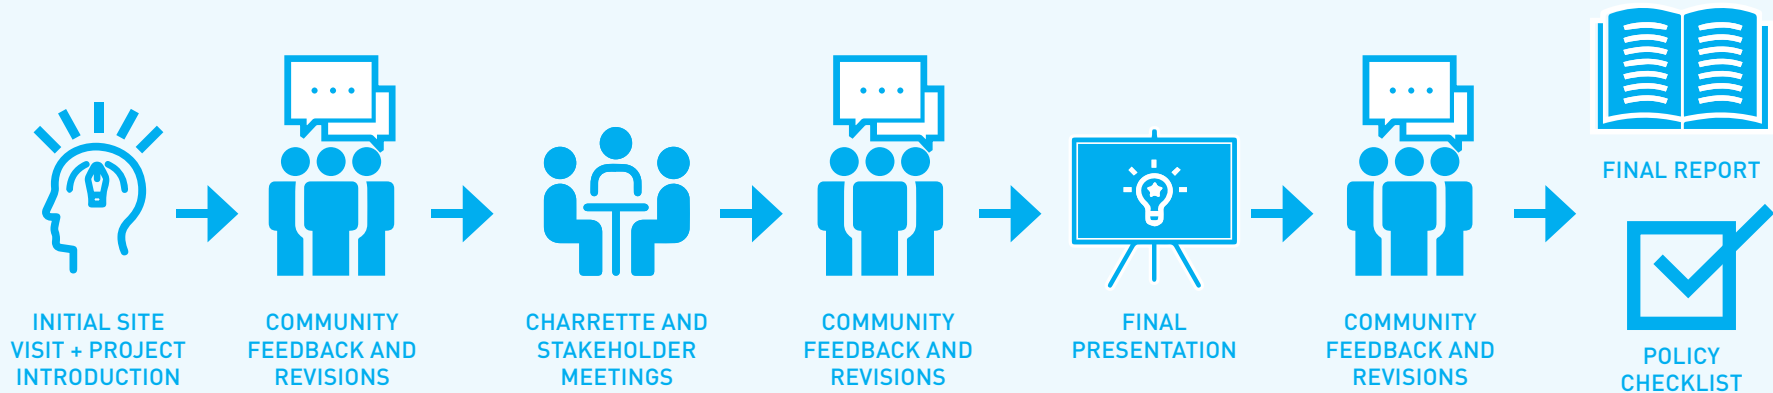 INITIAL SITE
VISIT + PROJECT
INTRODUCTION
COMMUNITY
FEEDBACK AND
REVISIONS
CHARRETTE AND
STAKEHOLDER
MEETINGS
COMMUNITY
FEEDBACK AND
REVISIONS
FINAL
PRESENTATION
COMMUNITY
FEEDBACK AND
REVISIONS
FINAL REPORT
POLICY
CHECKLIST